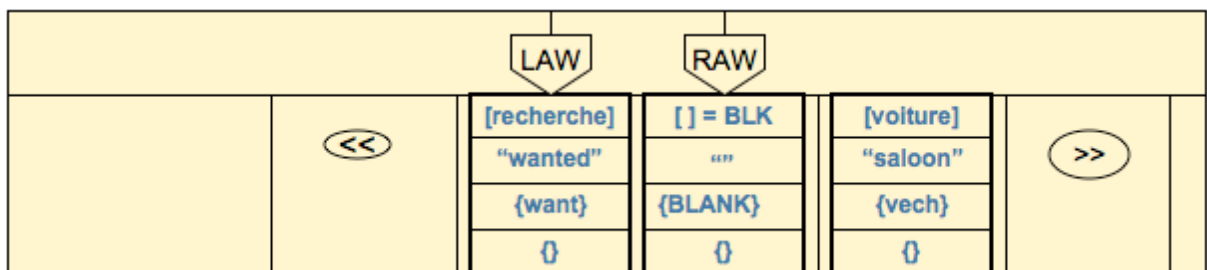 LAW RAW
[recherche] [ ] = BLK [voiture]
<< "wanted" “” “saloon” >>
{want} {BLANK} {vech}
{} {} {}